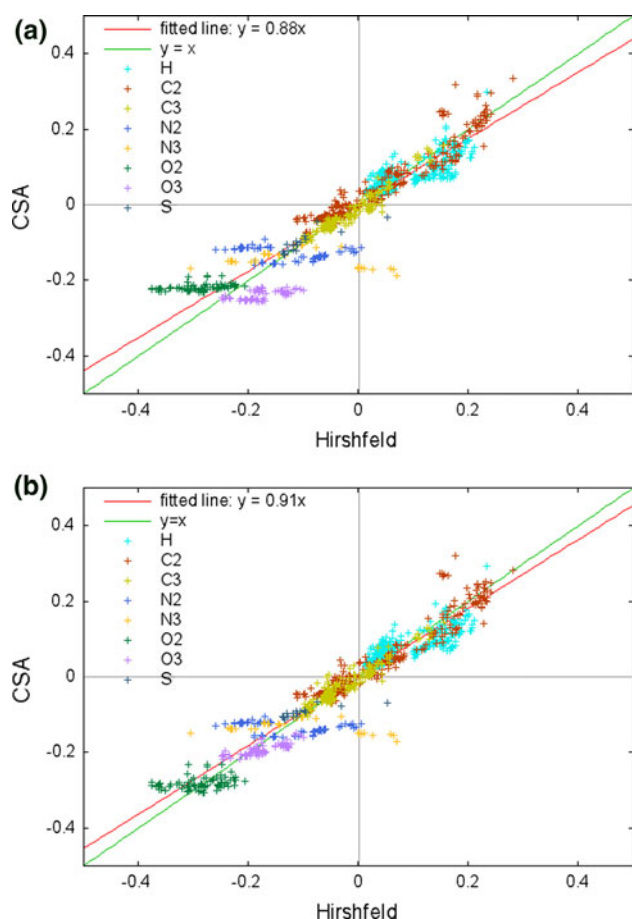 (a)
fitted line: y = 0.88x
y = x
H
C2
C3
N2
N3
O2
O3
S
0.4
0.2
0
-0.2
-0.4
CSA
-0.4 -0.2 0 0.2 0.4
Hirshfeld
(b)
fitted line: y = 0.91x
y=x
H
C2
C3
N2
N3
O2
O3
S
0.4
0.2
0
-0.2
-0.4
CSA
-0.4 -0.2 0 0.2 0.4
Hirshfeld